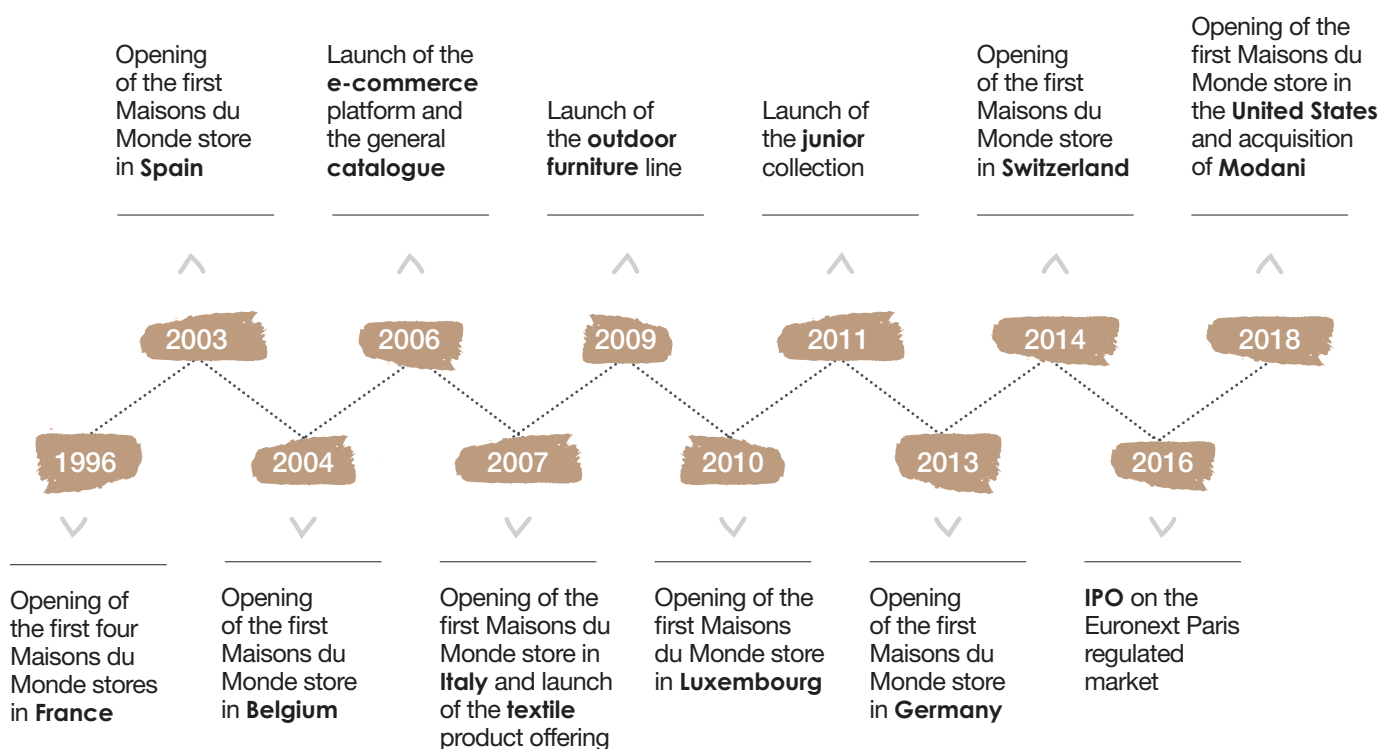 Opening
of the first
Maisons du
Monde store
in Spain
Launch of the
e-commerce
platform and
the general
catalogue
Launch of
the outdoor
furniture line
Launch of
the junior
collection
Opening
of the first
Maisons du
Monde store
in Switzerland
Opening of the
first Maisons du
Monde store in
the United States
and acquisition
of Modani
2003
2006
2009
2011
2014
2018
1996
2004
2007
2010
2013
2016
Opening of
the first four
Maisons du
Monde stores
in France
Opening
of the first
Maisons du
Monde store
in Belgium
Opening of the
first Maisons du
Monde store in
Italy and launch
of the textile
product offering
Opening of the
first Maisons
du Monde store
in Luxembourg
Opening
of the first
Maisons du
Monde store
in Germany
IPO on the
Euronext Paris
regulated
market